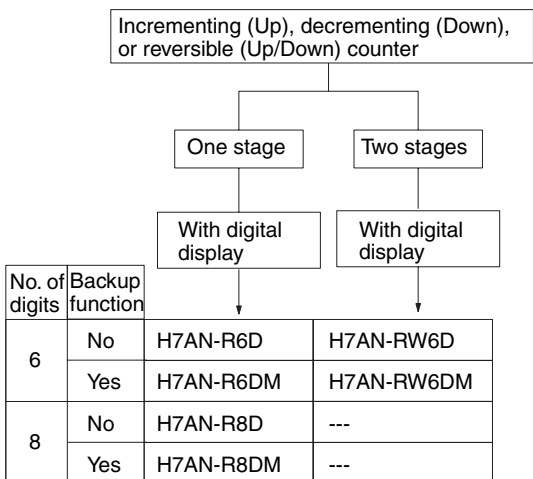 Incrementing (Up), decrementing (Down),
or reversible (Up/Down) counter
One stage
Two stages
With digital
display
With digital
display
No. of
digits
Backup
function
6
No
H7AN-R6D
H7AN-RW6D
Yes
H7AN-R6DM
H7AN-RW6DM
8
No
H7AN-R8D
---
Yes
H7AN-R8DM
---